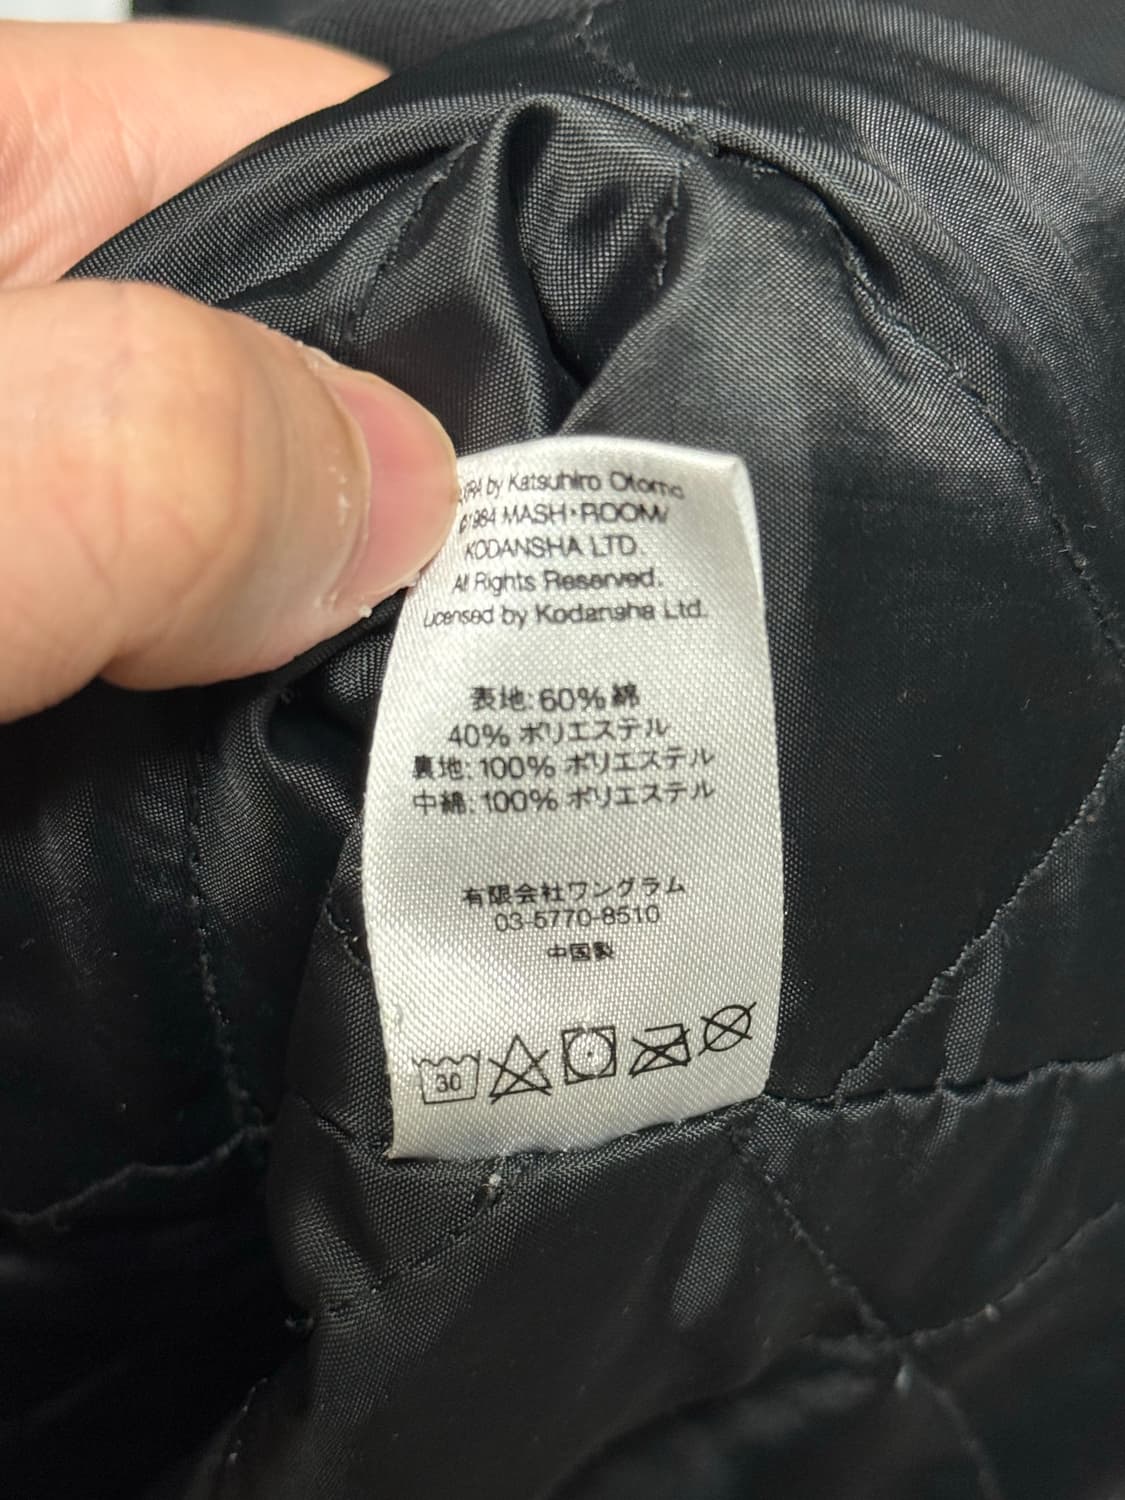 by Katsuhiro Otomo
©1984 MASH・ROOM/
KODANSHA LTD.
All Rights Reserved.
Licensed by Kodansha Ltd.
表地: 60% 綿
40% ポリエステル
裏地: 100% ポリエステル
中綿: 100% ポリエステル
有限会社ワングラム
03-5770-8510
中国製
30